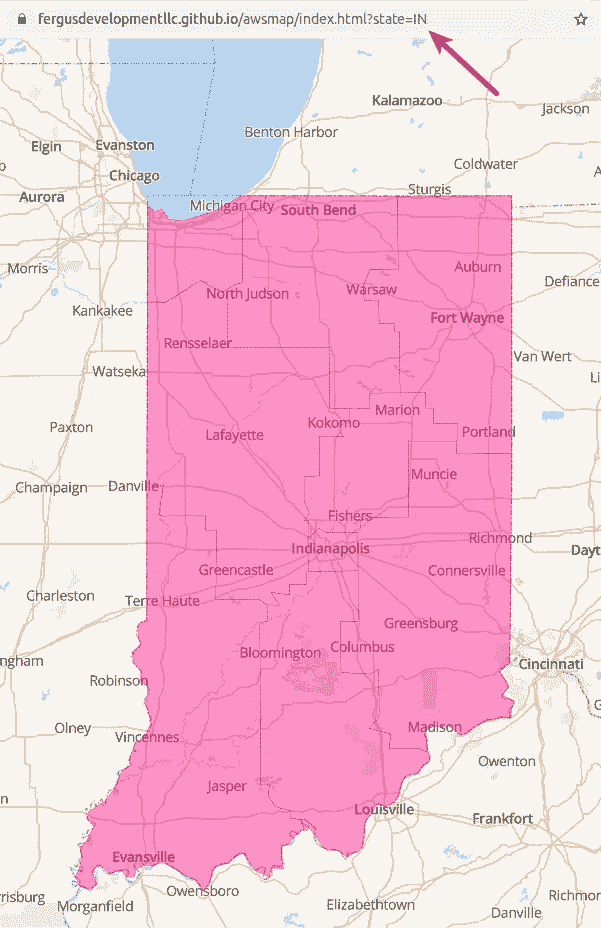 fergusdevelopmentllc.github.io/awsmap/index.html?state=IN
Kalamazoo
Jackson
Benton Harbor
Elgin
Evanston
Coldwater
Chicago
Aurora
Sturgis
Michigan City
South Bend
Morris
Auburn
Defiance
North Judson
Warsaw
Kankakee
Fort Wayne
Rensselaer
Van Wert
Watseka
Marion
Kokomo
Paxton
Lafayette
Portland
Muncie
Champaign
Danville
Fishers
Richmond
Indianapolis
Dayt
Greencastle
Connersville
Charleston
Terre Haute
Greensburg
Columbus
Bloomington
ngham
Cincinnati
Robinson
Olney
Vincennes
Madison
Owenton
Jasper
Louisville
Frankfort
Evansville
Owensboro
rrisburg
Morganfield
Elizabethtown
Richmor
Danville